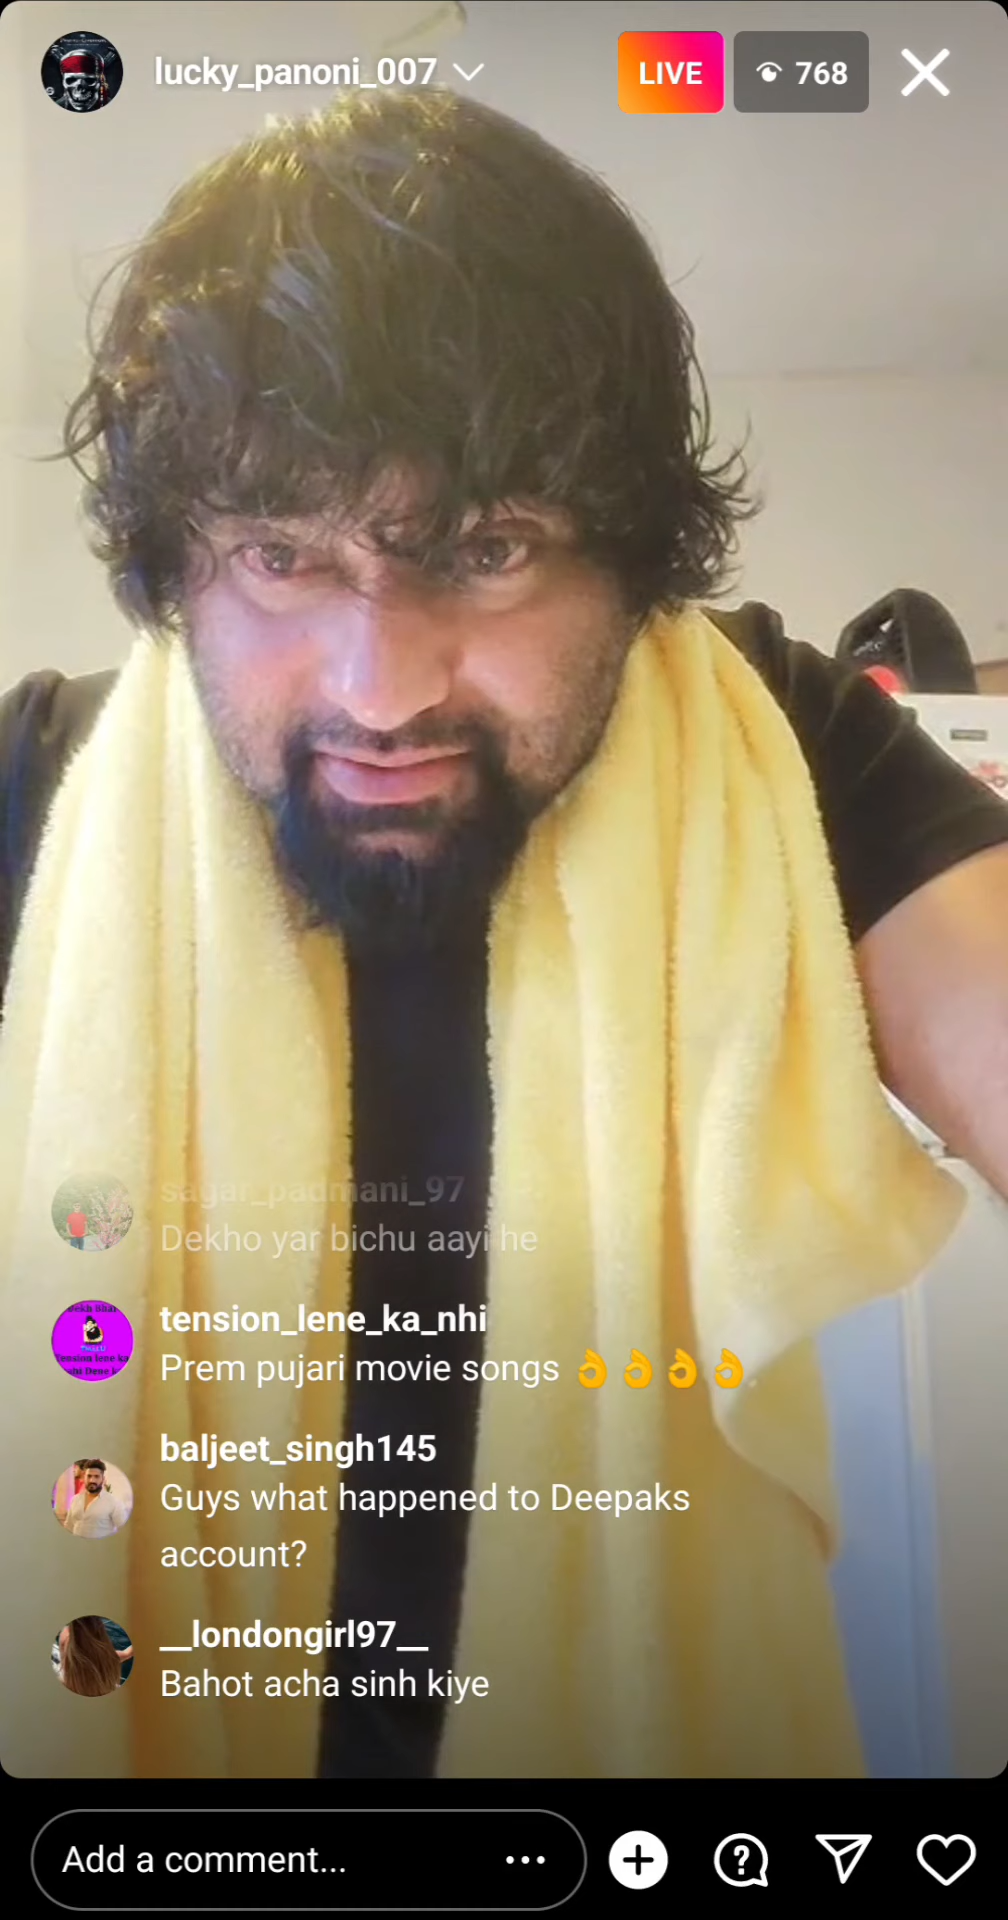 lucky_panoni_007
LIVE
768
sagar_padmani_97
Dekho yar bichu aayi he
tension_lene_ka_nhi
Prem pujari movie songs 👌👌👌👌
baljeet_singh145
Guys what happened to Deepaks
account?
__londongirl97__
Bahot acha sinh kiye
Add a comment...